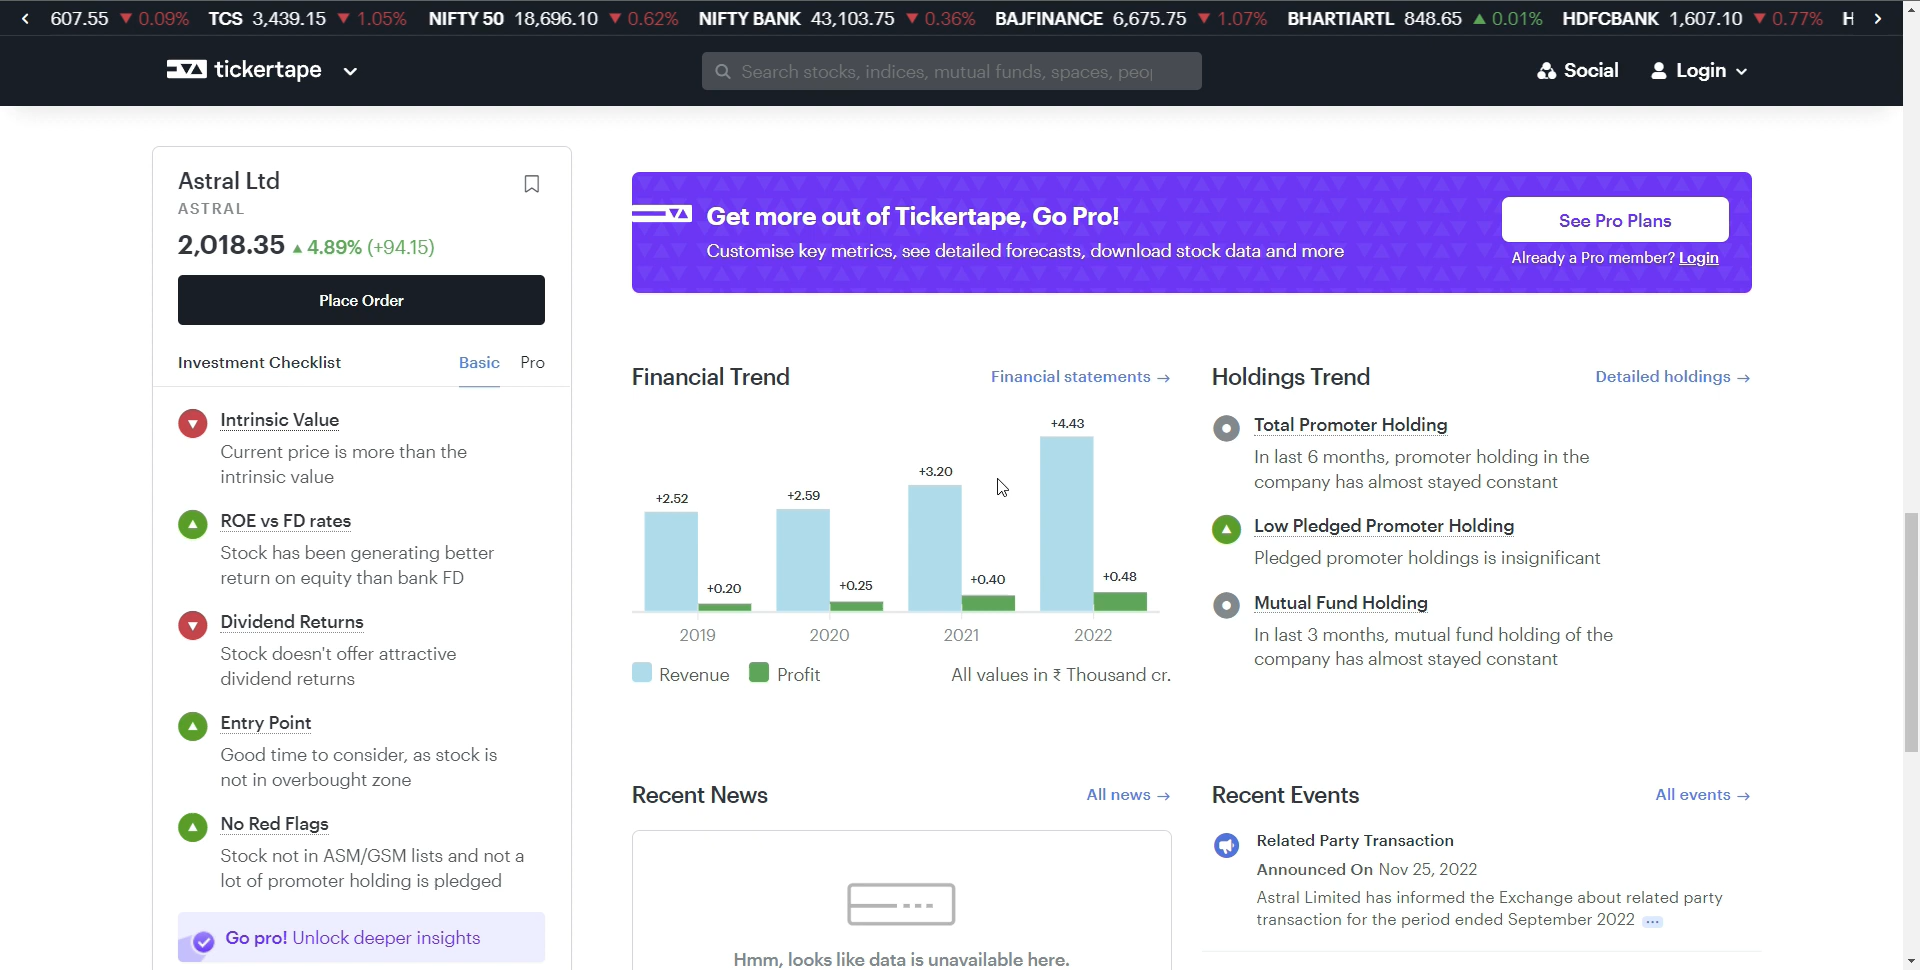 607.55 ▼ 0.09% TCS 3,439.15 ▼ 1.05% NIFTY 50 18,696.10 ▼ 0.62% NIFTY BANK 43,103.75 ▼ 0.36% BAJFINANCE 6,675.75 ▼ 1.07% BHARTIARTL 848.65 ▲ 0.01% HDFCBANK 1,607.10 ▼ 0.77% H
tickertape
Search stocks, indices, mutual funds, spaces, peo
Social
Login
Astral Ltd
ASTRAL
2,018.35 ▲ 4.89% (+94.15)
Place Order
Investment Checklist
Basic Pro
Intrinsic Value
Current price is more than the
intrinsic value
ROE vs FD rates
Stock has been generating better
return on equity than bank FD
Dividend Returns
Stock doesn't offer attractive
dividend returns
Entry Point
Good time to consider, as stock is
not in overbought zone
No Red Flags
Stock not in ASM/GSM lists and not a
lot of promoter holding is pledged
Go pro! Unlock deeper insights
Get more out of Tickertape, Go Pro!
Customise key metrics, see detailed forecasts, download stock data and more
See Pro Plans
Already a Pro member? Login
Financial Trend
Financial statements →
+2.52
+0.20
+2.59
+0.25
+3.20
+0.40
+4.43
+0.48
2019 2020 2021 2022
Revenue Profit
All values in ₹ Thousand cr.
Holdings Trend
Detailed holdings →
Total Promoter Holding
In last 6 months, promoter holding in the
company has almost stayed constant
Low Pledged Promoter Holding
Pledged promoter holdings is insignificant
Mutual Fund Holding
In last 3 months, mutual fund holding of the
company has almost stayed constant
Recent News
All news →
Hmm, looks like data is unavailable here.
Recent Events
All events →
Related Party Transaction
Announced On Nov 25, 2022
Astral Limited has informed the Exchange about related party
transaction for the period ended September 2022 ...